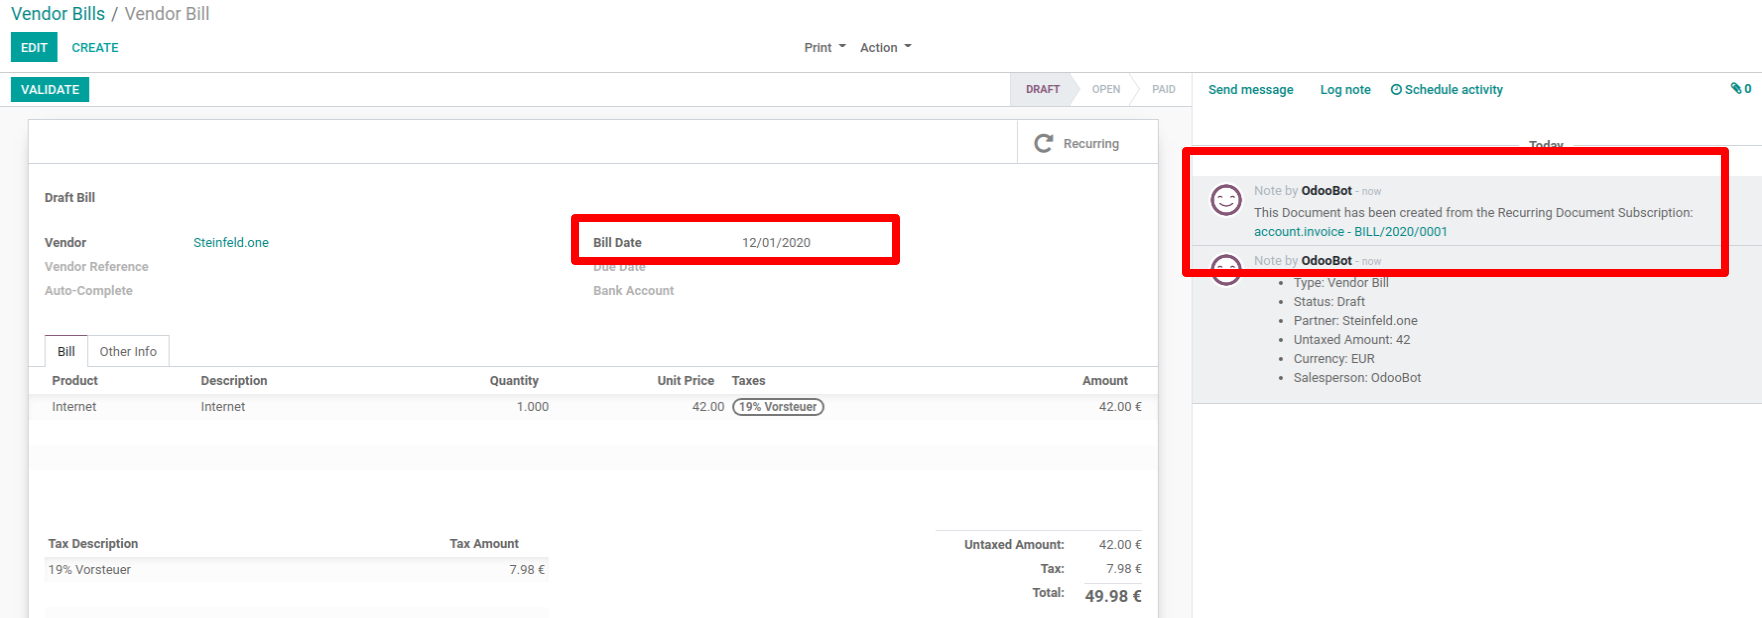 Vendor Bills / Vendor Bill
EDIT CREATE Print Action
VALIDATE DRAFT OPEN PAID
Recurring
Draft Bill
Vendor Steinfeld.one Bill Date 12/01/2020
Vendor Reference Due Date
Auto-Complete Bank Account
Bill Other Info
Product Description Quantity Unit Price Taxes Amount
Internet Internet 1.000 42.00 19% Vorsteuer 42.00 €
Tax Description Tax Amount
19% Vorsteuer 7.98 €
Untaxed Amount: 42.00 €
Tax: 7.98 €
Total: 49.98 €
Send message Log note Schedule activity 0
Today
Note by OdooBot - now
This Document has been created from the Recurring Document Subscription:
account.invoice - BILL/2020/0001
Note by OdooBot - now
• Type: Vendor Bill
• Status: Draft
• Partner: Steinfeld.one
• Untaxed Amount: 42
• Currency: EUR
• Salesperson: OdooBot